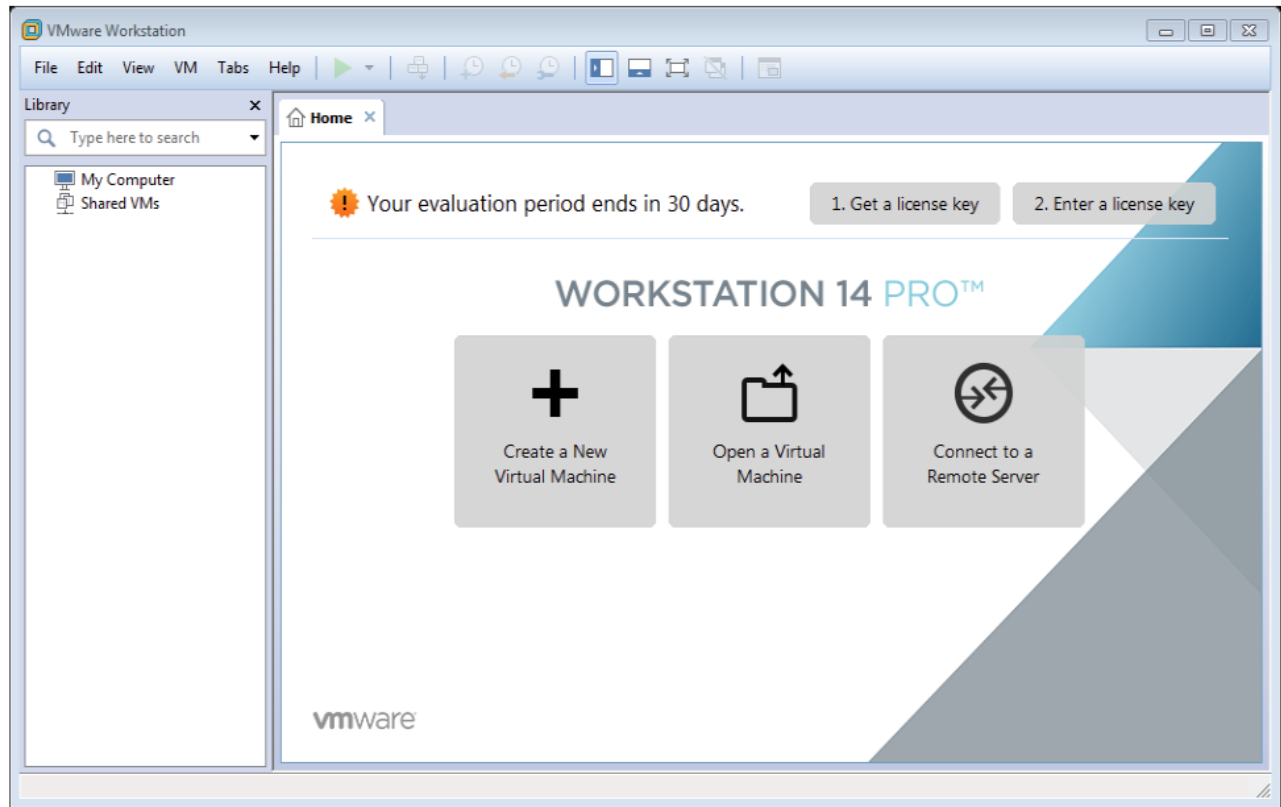 VMware Workstation
File Edit View VM Tabs Help
Library
Type here to search
My Computer
Shared VMs
Home
Your evaluation period ends in 30 days.
1. Get a license key
2. Enter a license key
WORKSTATION 14 PRO™
Create a New
Virtual Machine
Open a Virtual
Machine
Connect to a
Remote Server
vmware